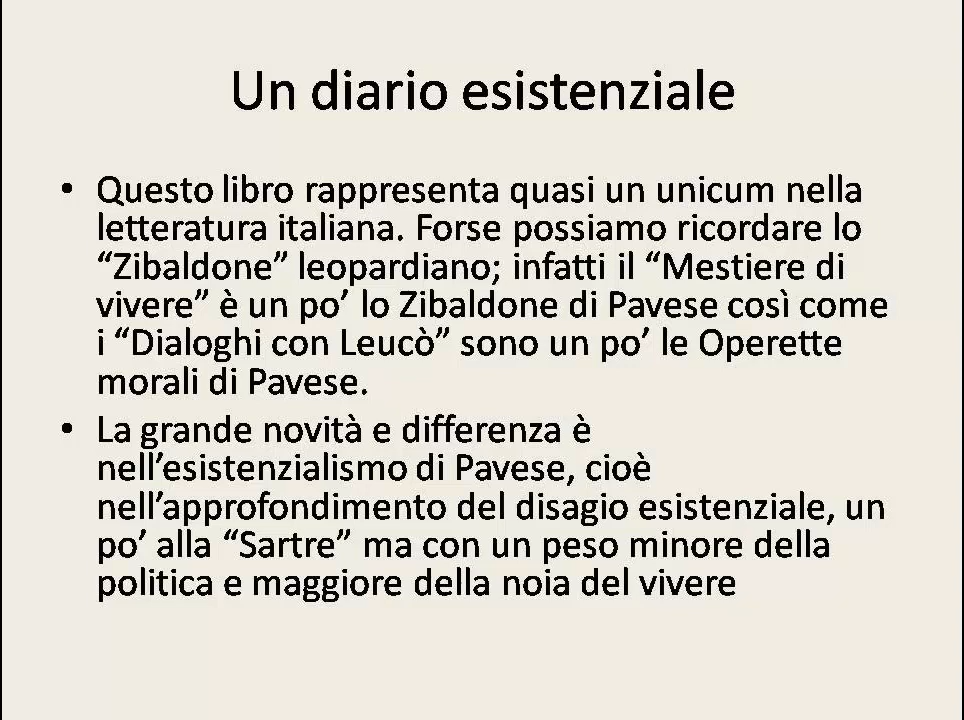 Un diario esistenziale
• Questo libro rappresenta quasi un unicum nella
letteratura italiana. Forse possiamo ricordare lo
“Zibaldone” leopardiano; infatti il “Mestiere di
vivere” è un po’ lo Zibaldone di Pavese così come
i “Dialoghi con Leucò” sono un po’ le Operette
morali di Pavese.
• La grande novità e differenza è
nell’esistenzialismo di Pavese, cioè
nell’approfondimento del disagio esistenziale, un
po’ alla “Sartre” ma con un peso minore della
politica e maggiore della noia del vivere